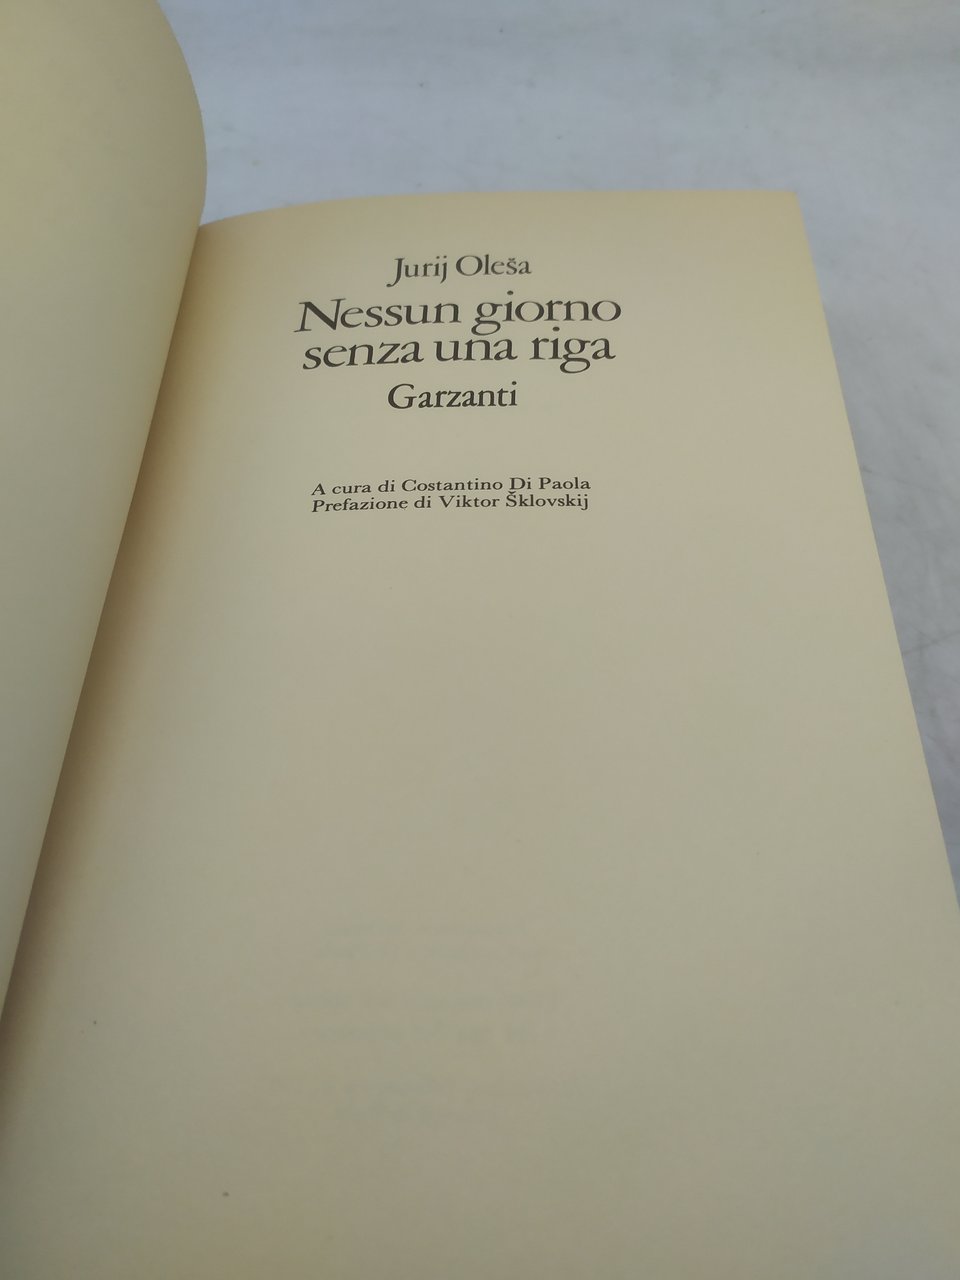 Jurij Oleša
Nessun giorno
senza una riga
Garzanti
A cura di Costantino Di Paola
Prefazione di Viktor Šklovskij